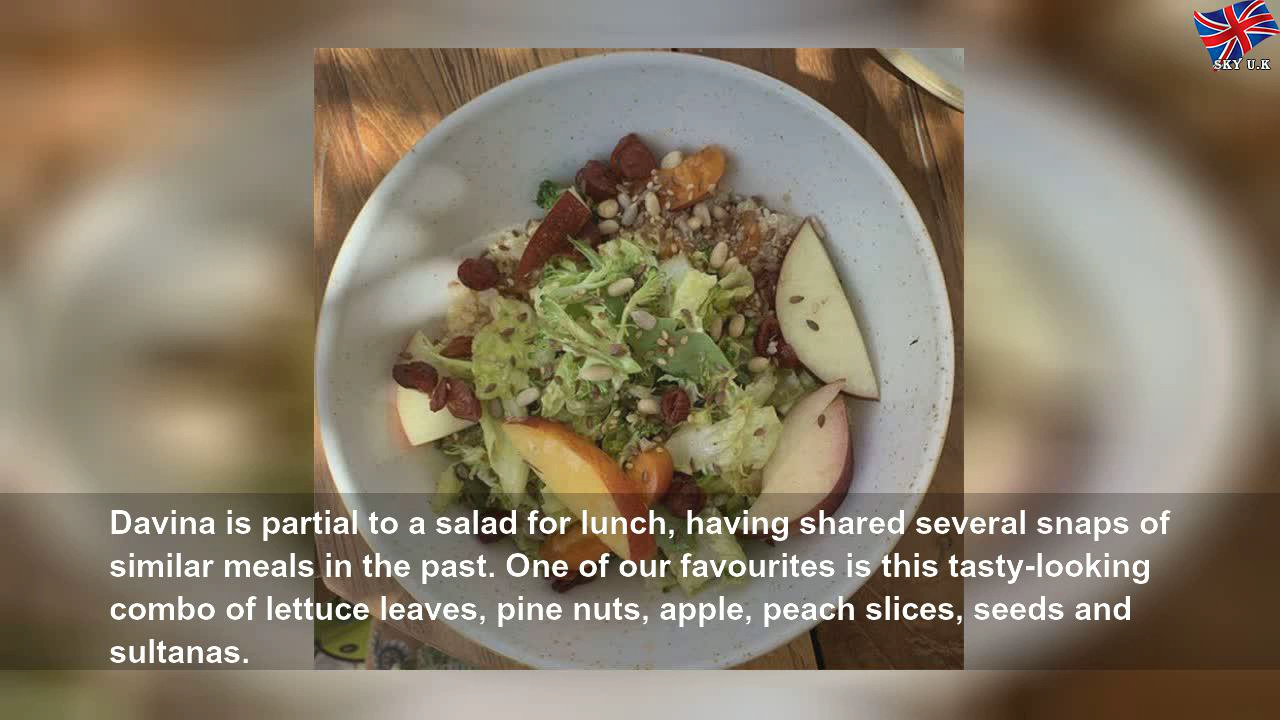 SKY U.K
Davina is partial to a salad for lunch, having shared several snaps of
similar meals in the past. One of our favourites is this tasty-looking
combo of lettuce leaves, pine nuts, apple, peach slices, seeds and
sultanas.